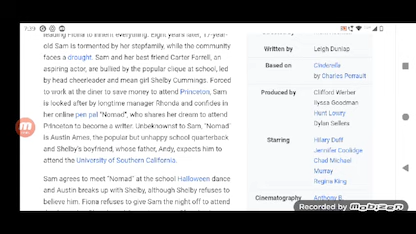 7:29
leading Fiona to inherit everything. Eight years later, 17-year-
old Sam is tormented by her stepfamily, while the community
faces a drought. Sam and her best friend Carter Farrell, an
aspiring actor, are bullied by the popular clique at school, led
by head cheerleader and mean girl Shelby Cummings. Forced
to work at the diner to save money to attend Princeton, Sam
is looked after by longtime manager Rhonda and confides in
her online pen pal "Nomad", who shares her dream to attend
Princeton to become a writer. Unbeknownst to Sam, "Nomad"
is Austin Ames, the popular but unhappy school quarterback
and Shelby's boyfriend, whose father, Andy, expects him to
attend the University of Southern California.
Sam agrees to meet "Nomad" at the school Halloween dance
and Austin breaks up with Shelby, although Shelby refuses to
believe him. Fiona refuses to give Sam the night off to attend
Written by Leigh Dunlap
Based on Cinderella
by Charles Perrault
Produced by Clifford Werber
Ilyssa Goodman
Hunt Lowry
Dylan Sellers
Starring Hilary Duff
Jennifer Coolidge
Chad Michael
Murray
Regina King
Cinematography Anthony B.
Recorded by Mobizen